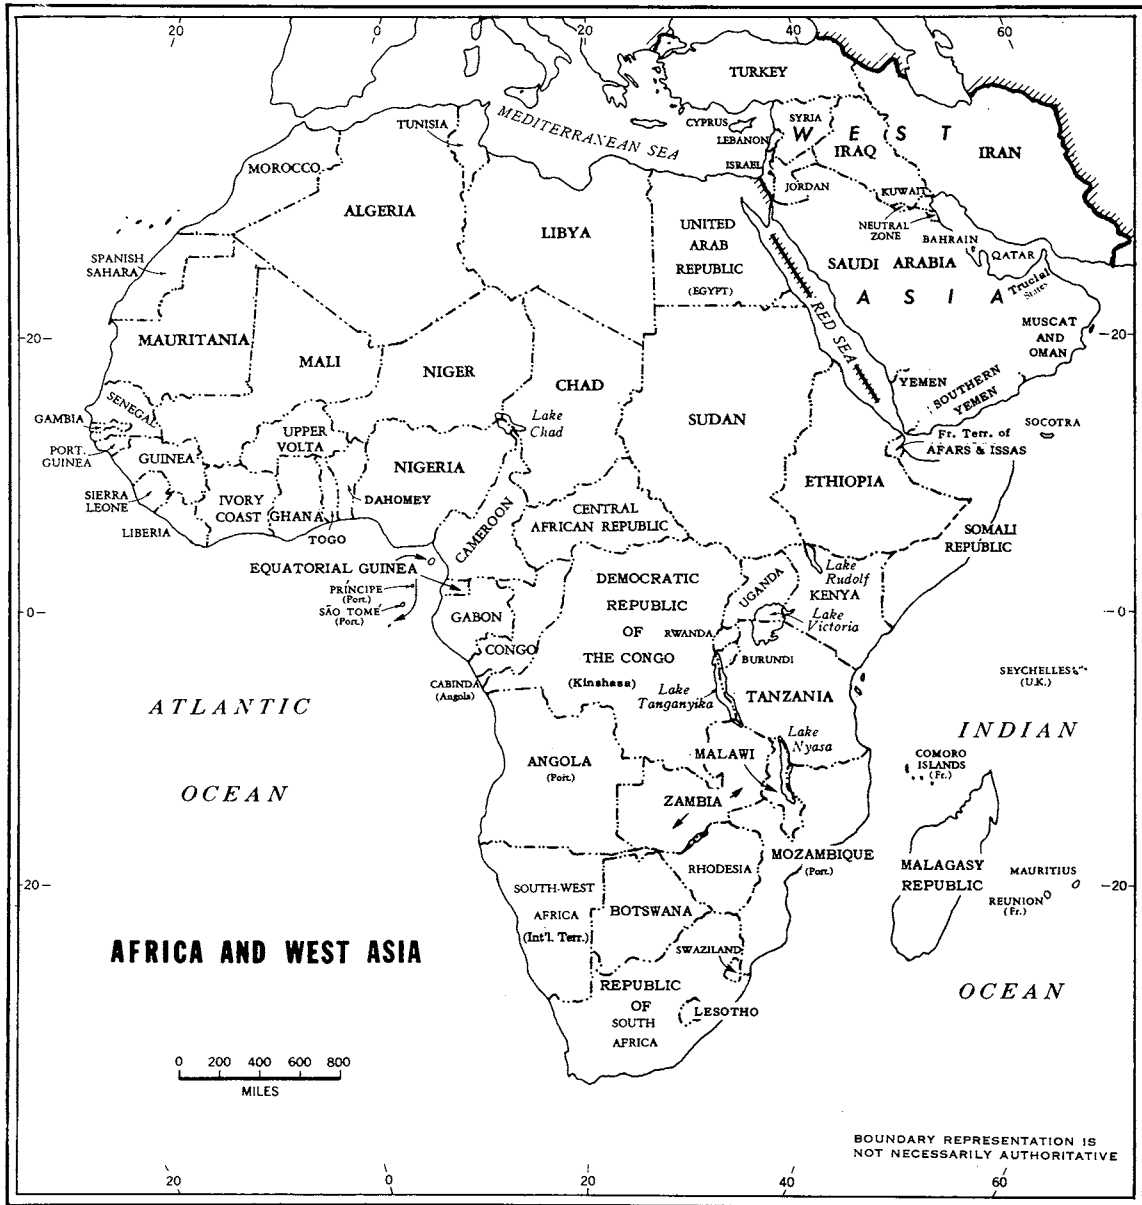 20
0
20
40
60
TURKEY
TUNISIA
MEDITERRANEAN SEA
CYPRUS
SYRIA
LEBANON
WEST
IRAQ
IRAN
MOROCCO
ISRAEL
JORDAN
KUWAIT
ALGERIA
LIBYA
UNITED
ARAB
REPUBLIC
(EGYPT)
NEUTRAL
ZONE
BAHRAIN
QATAR
SPANISH
SAHARA
SAUDI ARABIA
ASIA
Trucial
States
20
RED SEA
MUSCAT
AND
OMAN
20
MAURITANIA
MALI
NIGER
CHAD
SUDAN
YEMEN
SOUTHERN
YEMEN
SENEGAL
GAMBIA
Lake
Chad
SOCOTRA
UPPER
VOLTA
Fr. Terr. of
AFARS & ISSAS
PORT.
GUINEA
GUINEA
NIGERIA
ETHIOPIA
SIERRA
LEONE
IVORY
COAST
GHANA
DAHOMEY
CENTRAL
AFRICAN REPUBLIC
LIBERIA
TOGO
CAMEROON
SOMALI
REPUBLIC
EQUATORIAL GUINEA
DEMOCRATIC
REPUBLIC
OF
THE CONGO
(Kinshasa)
UGANDA
Lake
Rudolf
KENYA
PRÍNCIPE
(Port.)
SÃO TOMÉ
(Port.)
0
GABON
Lake
Victoria
0
RWANDA
CONGO
BURUNDI
CABINDA
(Angola)
Lake
Tanganyika
TANZANIA
SEYCHELLES
(U.K.)
ATLANTIC
OCEAN
INDIAN
OCEAN
Lake
Nyasa
ANGOLA
(Port.)
MALAWI
COMORO
ISLANDS
(Fr.)
ZAMBIA
MOZAMBIQUE
(Port.)
RHODESIA
MALAGASY
REPUBLIC
MAURITIUS
REUNION
(Fr.)
20
20
SOUTH-WEST
AFRICA
(Int'l. Terr.)
BOTSWANA
SWAZILAND
AFRICA AND WEST ASIA
REPUBLIC
OF
SOUTH
AFRICA
LESOTHO
0 200 400 600 800
MILES
BOUNDARY REPRESENTATION IS
NOT NECESSARILY AUTHORITATIVE
20
0
20
40
60